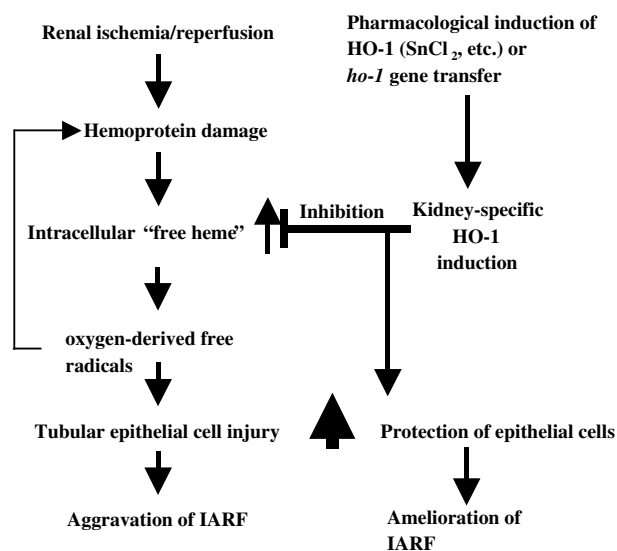 Renal ischemia/reperfusion
Pharmacological induction of
HO-1 (SnCl2, etc.) or
ho-1 gene transfer
Hemoprotein damage
Intracellular “free heme”
Inhibition
Kidney-specific
HO-1
induction
oxygen-derived free
radicals
Tubular epithelial cell injury
Protection of epithelial cells
Aggravation of IARF
Amelioration of
IARF